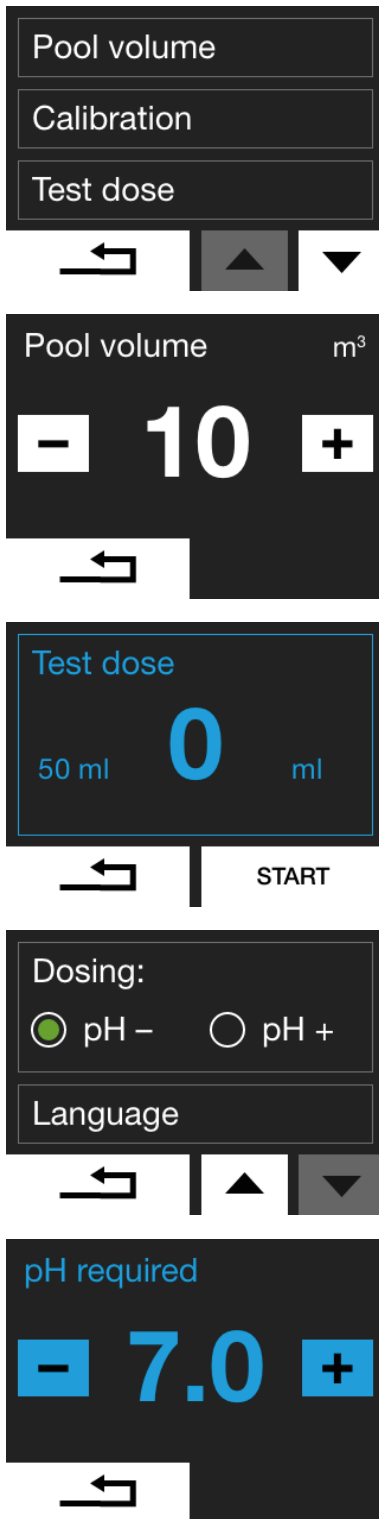 Pool volume
Calibration
Test dose
Pool volume m³
− 10 +
Test dose
50 ml 0 ml
START
Dosing:
pH – pH +
Language
pH required
− 7.0 +